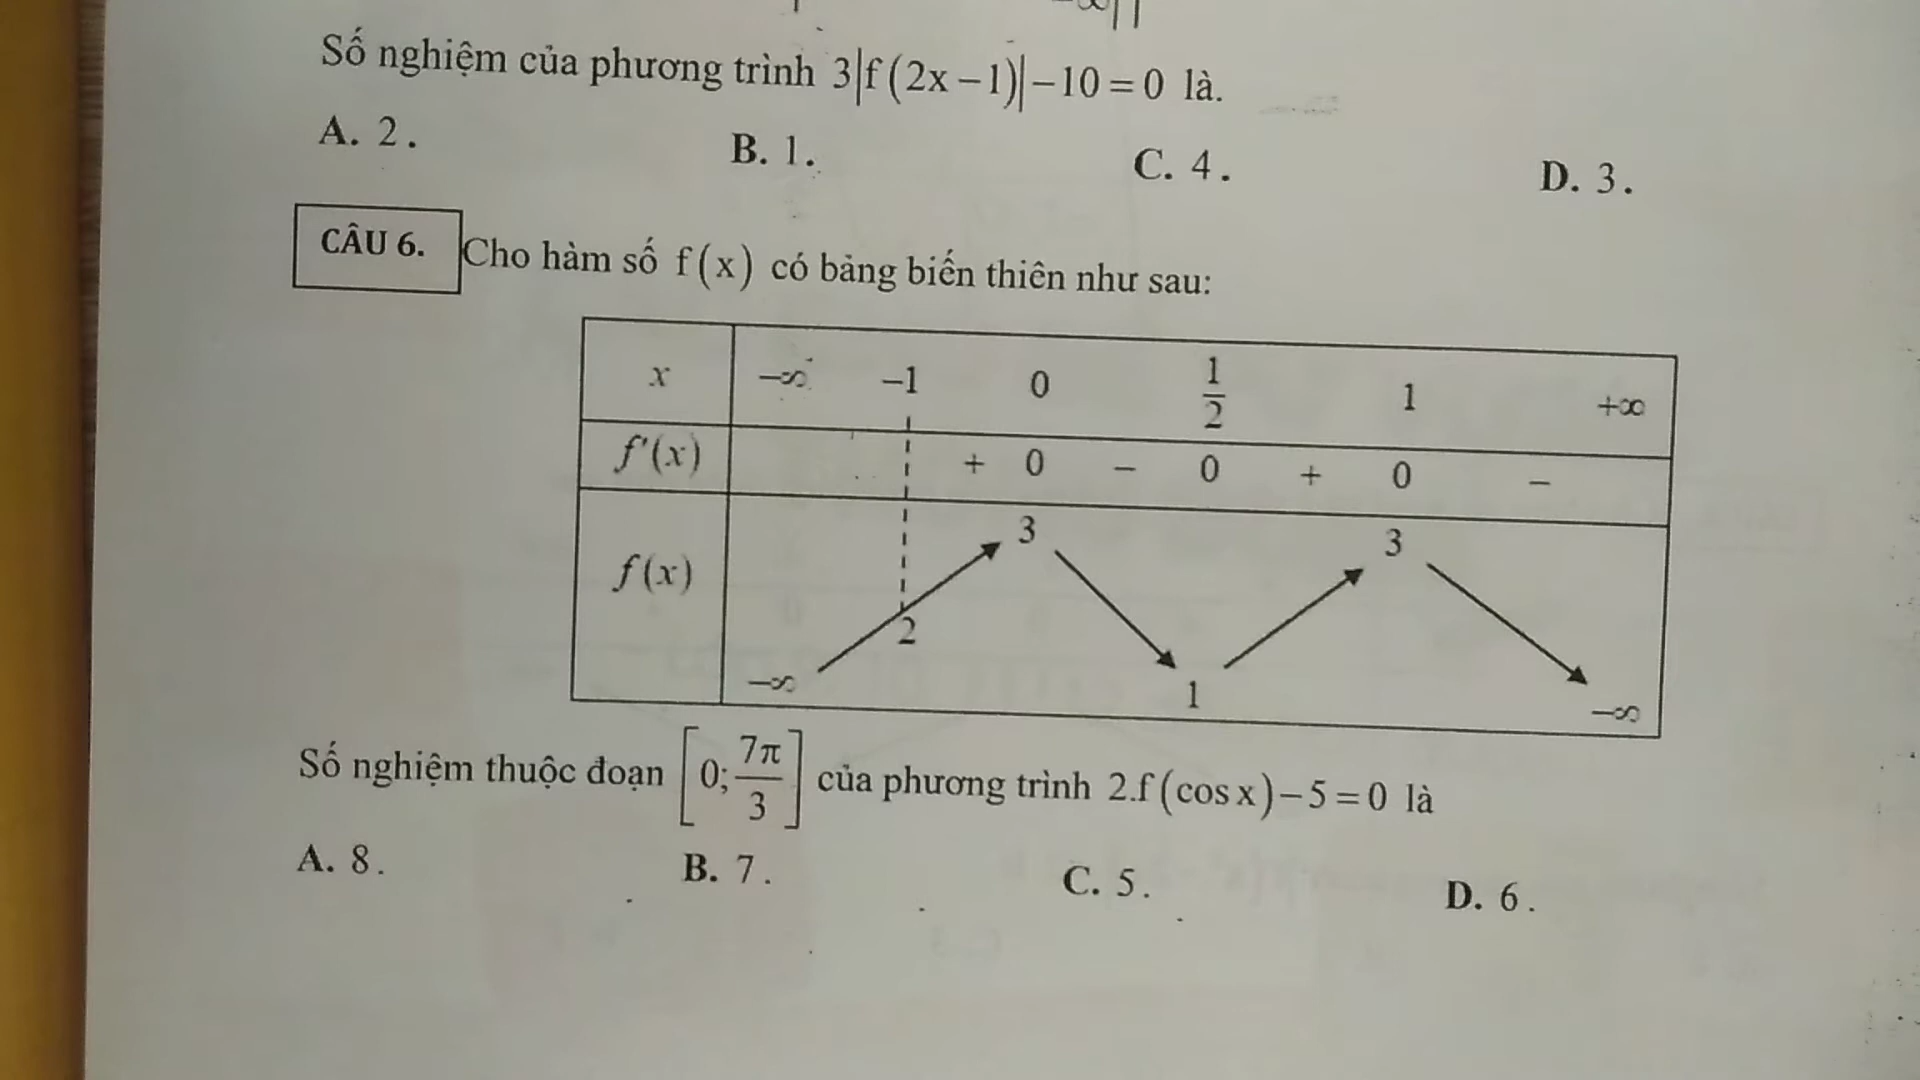 Số nghiệm của phương trình 3|f(2x−1)|−10=0 là.
A. 2. B. 1. C. 4. D. 3.
CÂU 6. Cho hàm số f(x) có bảng biến thiên như sau:
x −∞ −1 0 1/2 1 +∞
f'(x) + 0 − 0 + 0 −
f(x) −∞ 2 3 1 3 −∞
Số nghiệm thuộc đoạn [0; 7π/3] của phương trình 2.f(cos x)−5=0 là
A. 8. B. 7. C. 5. D. 6.